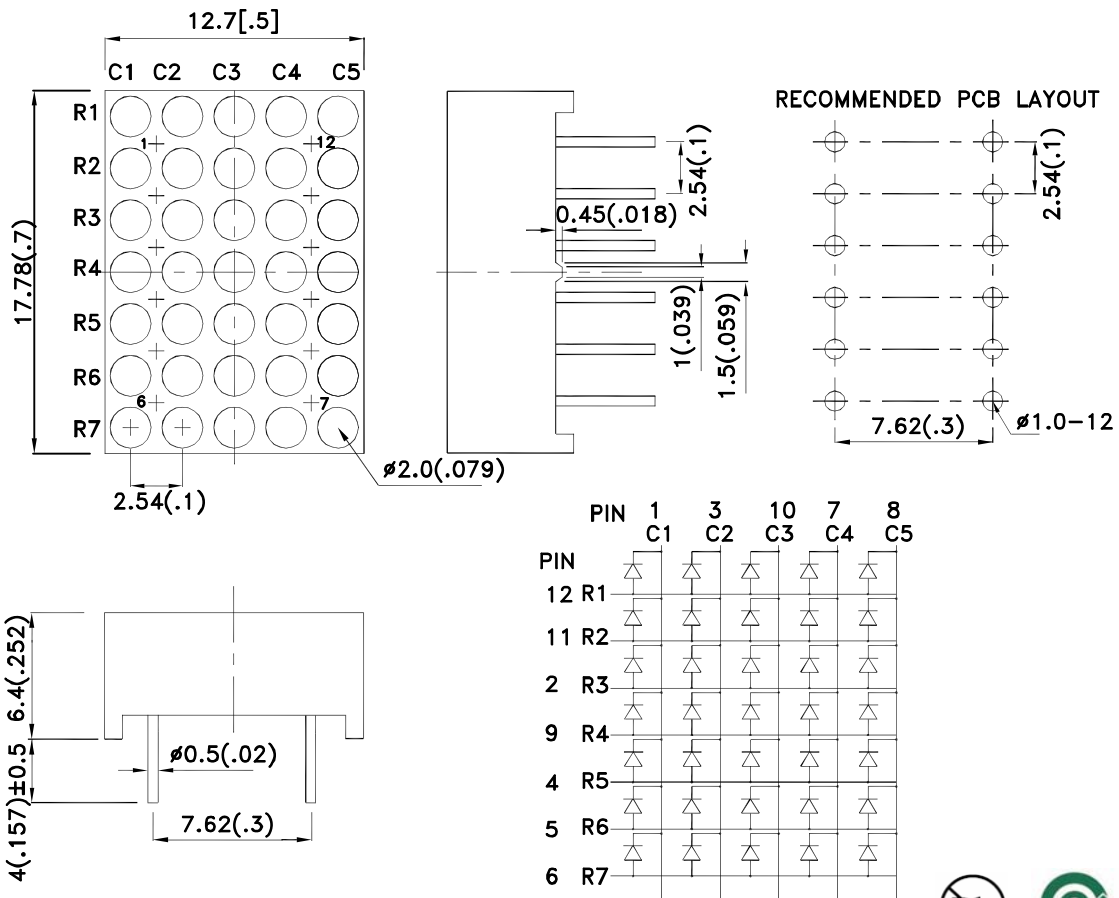 12.7[.5]
C1 C2 C3 C4 C5
R1
R2
R3
R4
R5
R6
R7
1
12
6
7
17.78(.7)
2.54(.1)
ø2.0(.079)
2.54(.1)
0.45(.018)
1(.039)
1.5(.059)
RECOMMENDED PCB LAYOUT
2.54(.1)
7.62(.3)
ø1.0-12
6.4(.252)
4(.157)±0.5
ø0.5(.02)
7.62(.3)
PIN 1 3 10 7 8
C1 C2 C3 C4 C5
PIN
12 R1
11 R2
2 R3
9 R4
4 R5
5 R6
6 R7